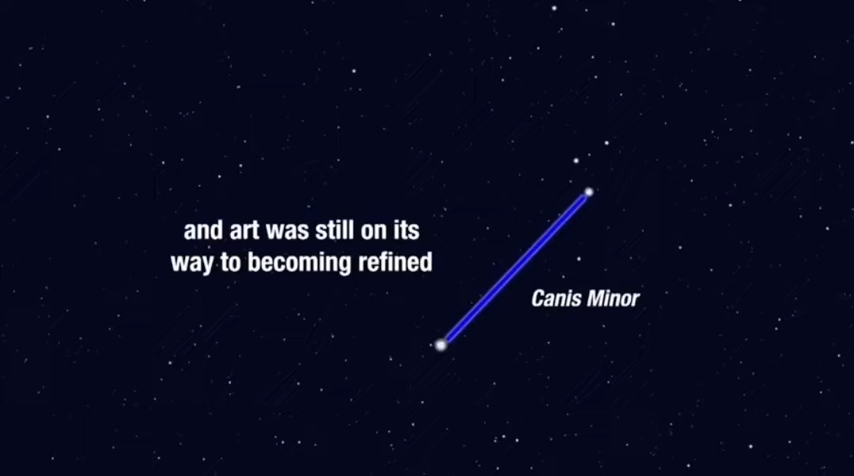 and art was still on its
way to becoming refined
Canis Minor